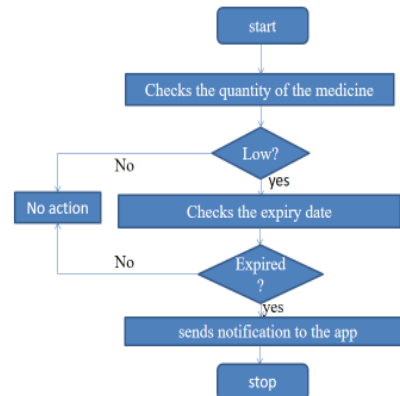 start
Checks the quantity of the medicine
Low?
No
yes
No action
Checks the expiry date
No
Expired
?
yes
sends notification to the app
stop